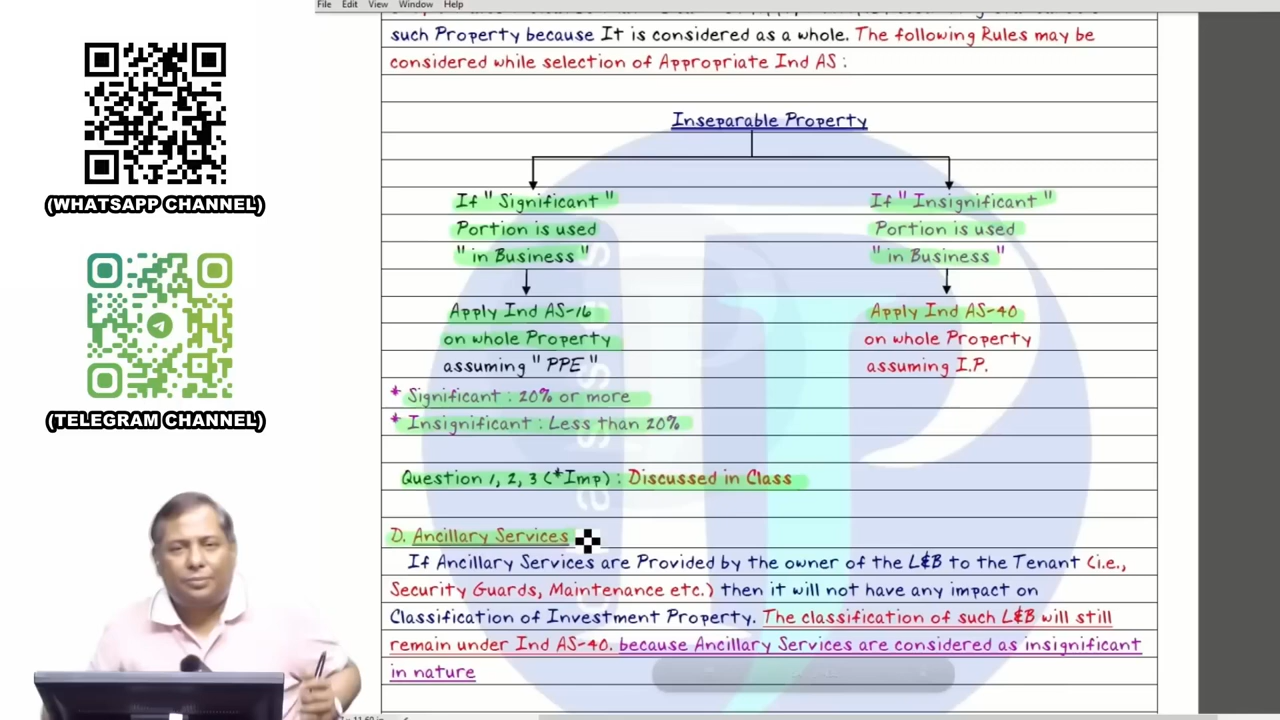 File Edit View Window Help
such Property because It is considered as a whole. The following Rules may be
considered while selection of Appropriate Ind AS :
Inseparable Property
If " Significant "
Portion is used
" in Business "
Apply Ind AS-16
on whole Property
assuming " PPE "
If " Insignificant "
Portion is used
" in Business "
Apply Ind AS-40
on whole Property
assuming I.P.
* Significant : 20% or more
* Insignificant : Less than 20%
Question 1, 2, 3 (*Imp) : Discussed in Class
D. Ancillary Services
If Ancillary Services are Provided by the owner of the L&B to the Tenant (i.e.,
Security Guards, Maintenance etc.) then it will not have any impact on
Classification of Investment Property. The classification of such L&B will still
remain under Ind AS-40. because Ancillary Services are considered as insignificant
in nature
(WHATSAPP CHANNEL)
(TELEGRAM CHANNEL)